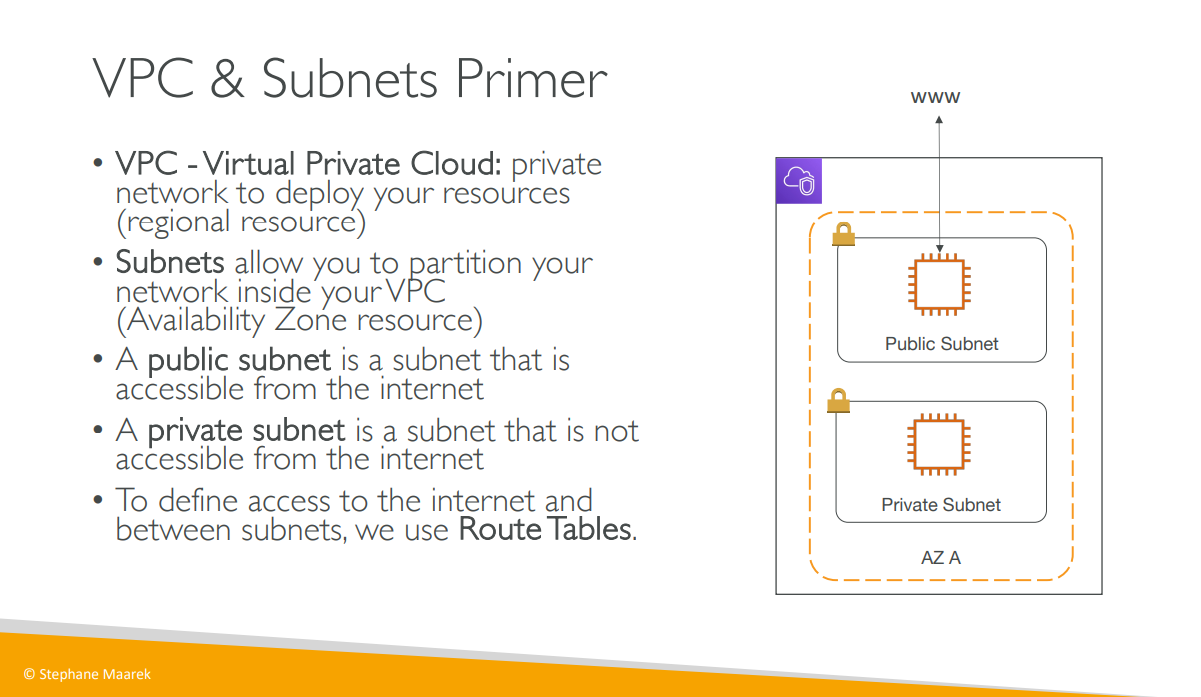 VPC & Subnets Primer
• VPC - Virtual Private Cloud: private
network to deploy your resources
(regional resource)
• Subnets allow you to partition your
network inside your VPC
(Availability Zone resource)
• A public subnet is a subnet that is
accessible from the internet
• A private subnet is a subnet that is not
accessible from the internet
• To define access to the internet and
between subnets, we use Route Tables.
www
Public Subnet
Private Subnet
AZ A
© Stephane Maarek